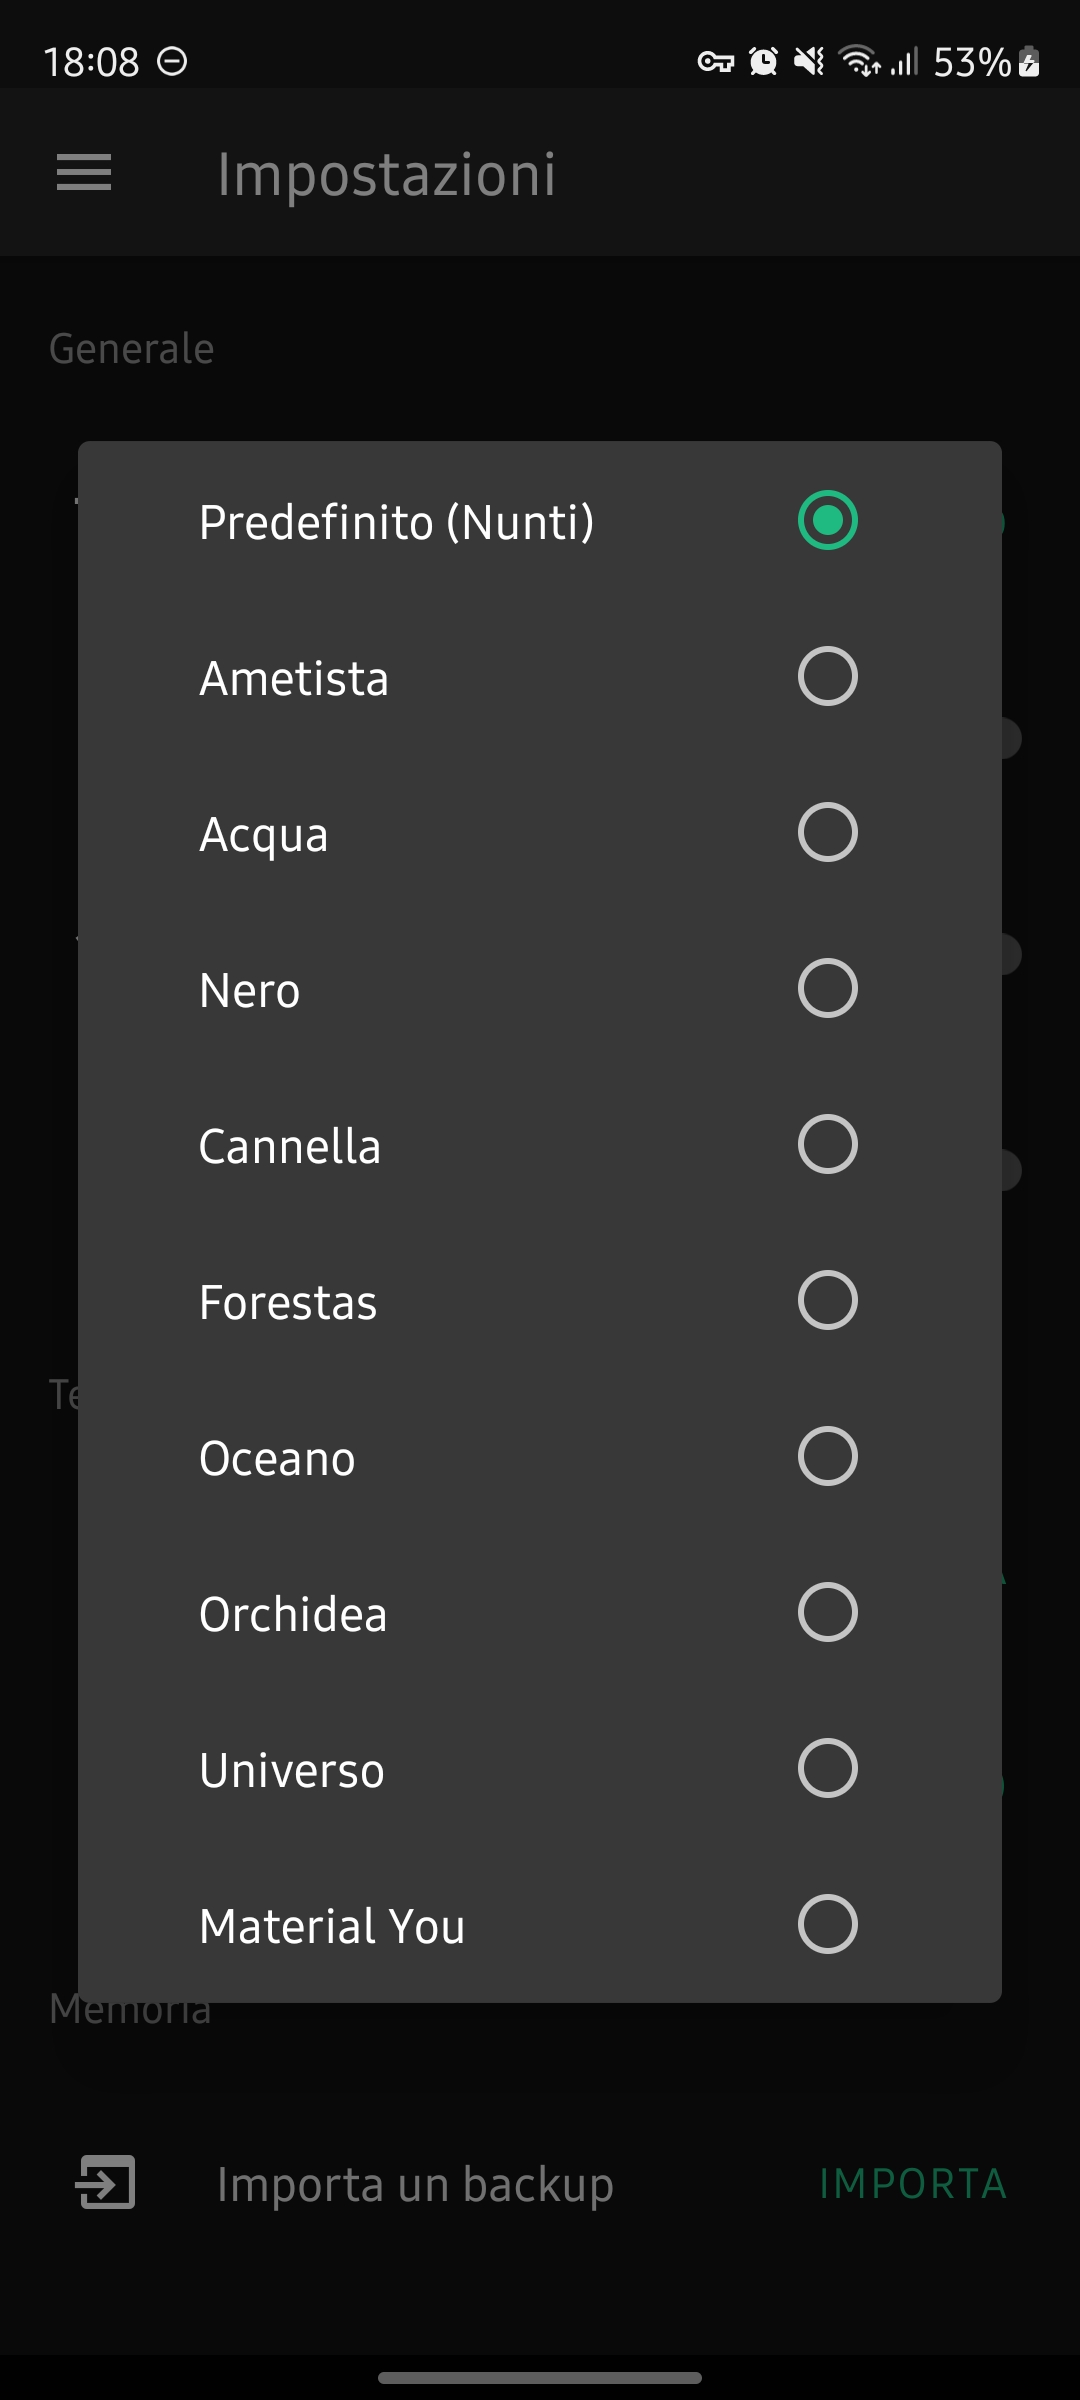 18:08
53%
Impostazioni
Generale
Predefinito (Nunti)
Ametista
Acqua
Nero
Cannella
Forestas
Oceano
Orchidea
Universo
Material You
Memoria
Importa un backup
IMPORTA